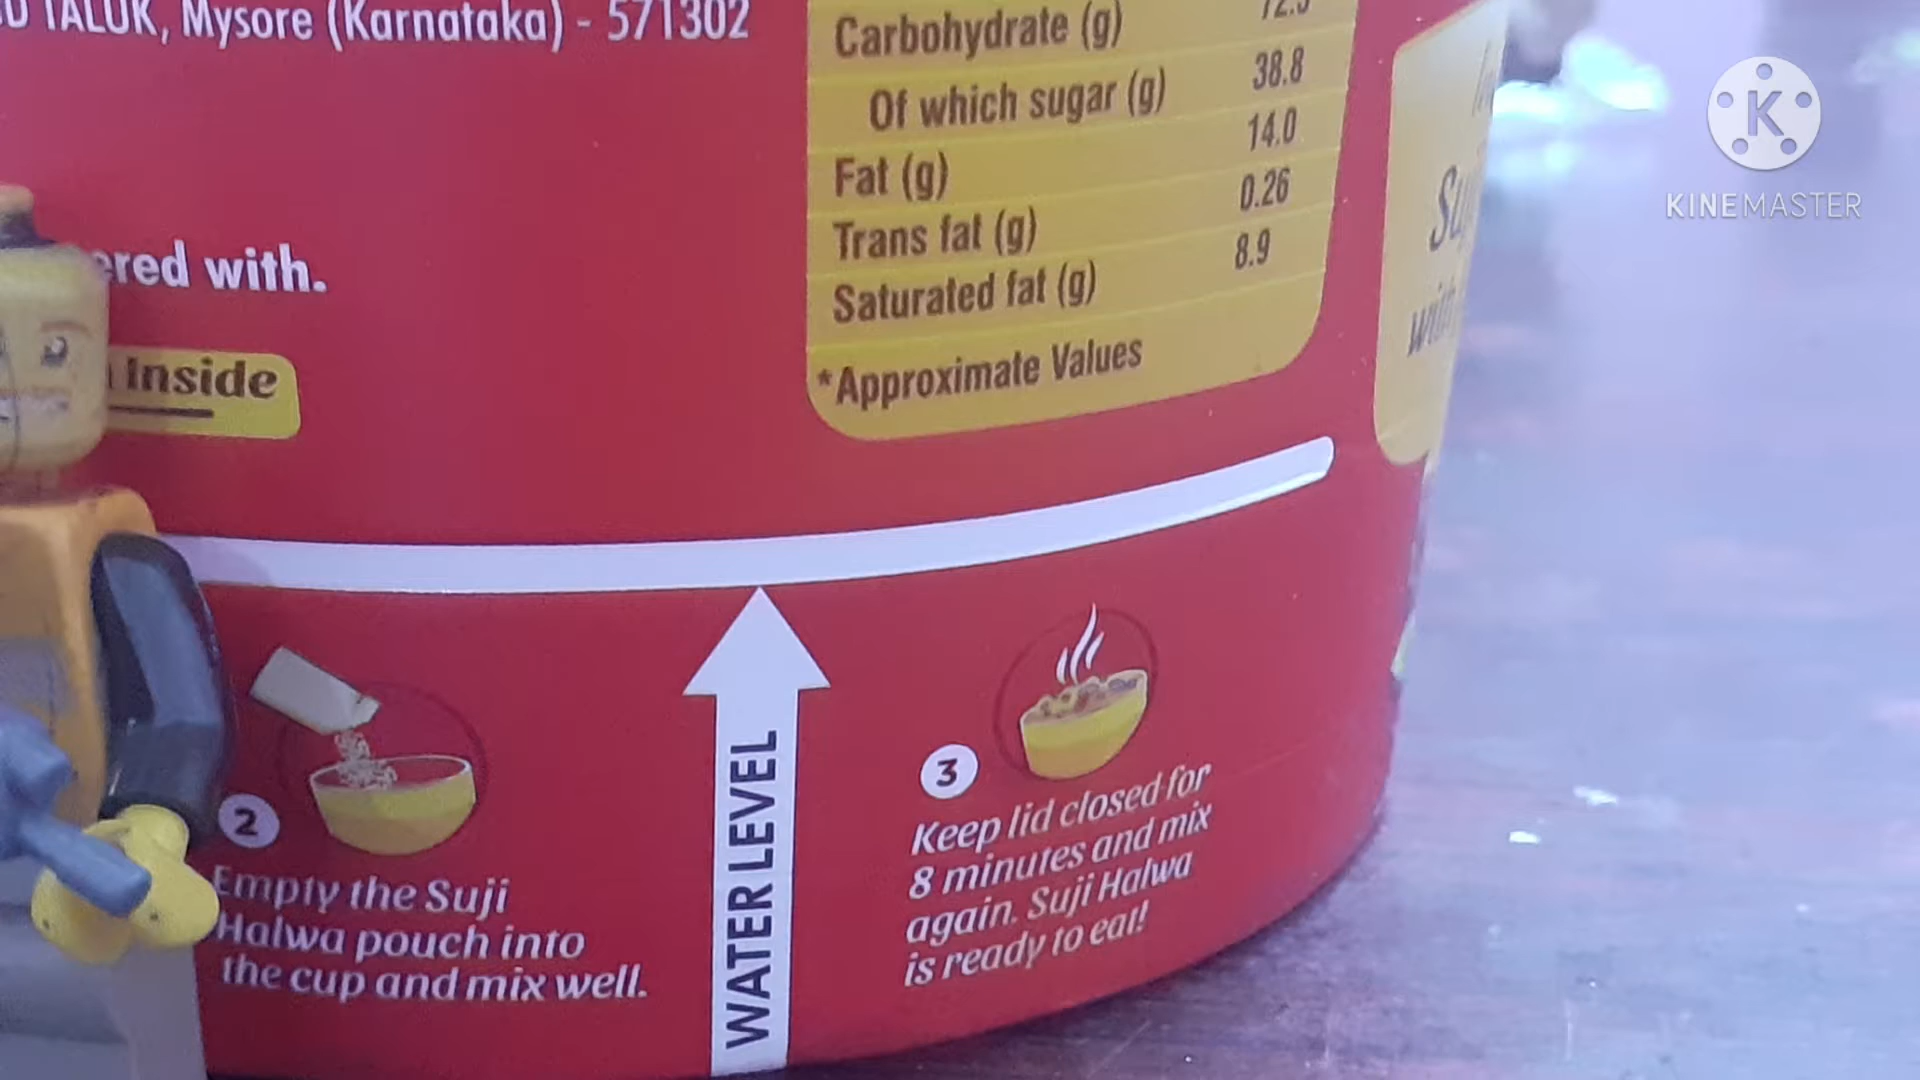 TALUK, Mysore (Karnataka) - 571302
ered with.
Inside
Carbohydrate (g)
Of which sugar (g) 38.8
Fat (g) 14.0
Trans fat (g) 0.26
Saturated fat (g) 8.9
*Approximate Values
2
Empty the Suji
Halwa pouch into
the cup and mix well.
WATER LEVEL
3
Keep lid closed for
8 minutes and mix
again. Suji Halwa
is ready to eat!
K
KINEMASTER